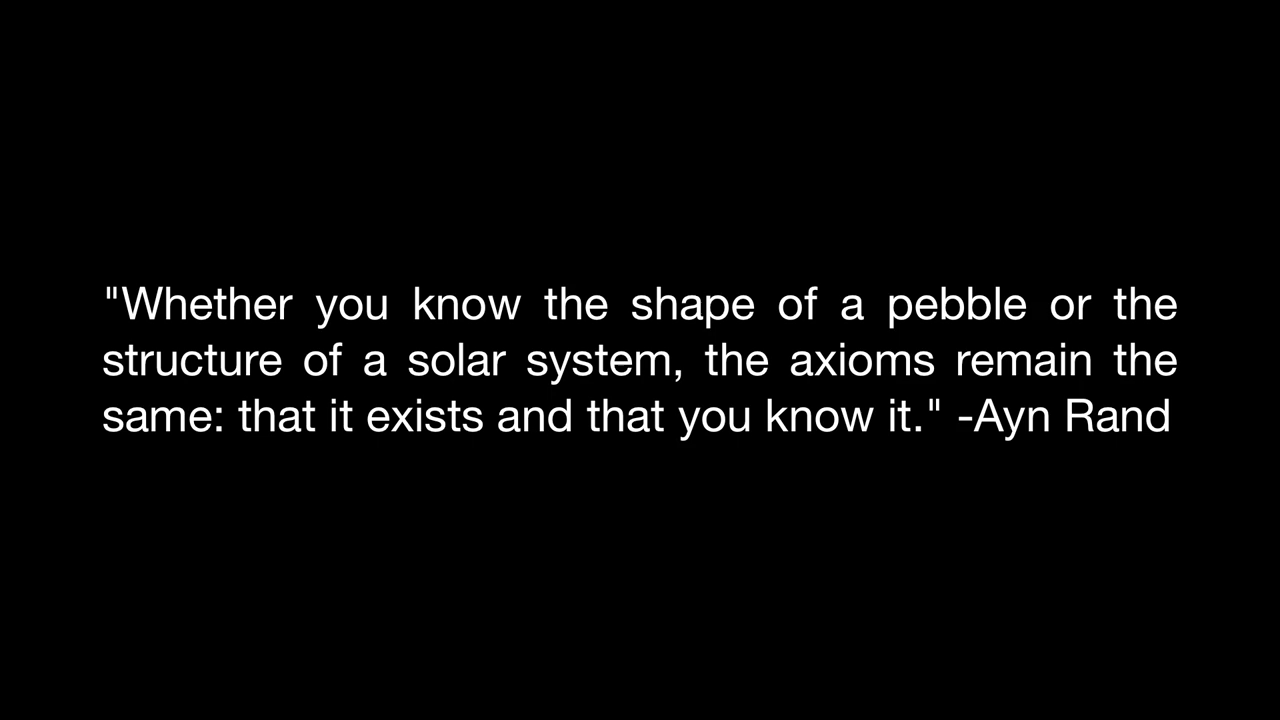 "Whether you know the shape of a pebble or the
structure of a solar system, the axioms remain the
same: that it exists and that you know it." -Ayn Rand